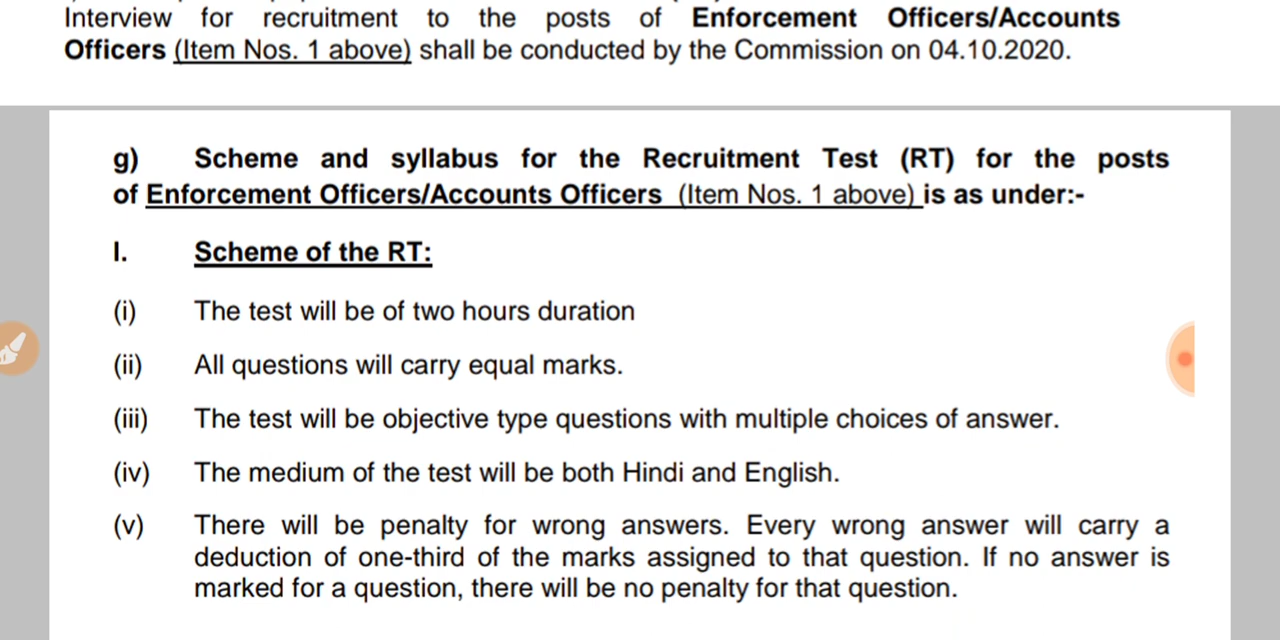 Interview for recruitment to the posts of Enforcement Officers/Accounts
Officers (Item Nos. 1 above) shall be conducted by the Commission on 04.10.2020.
g) Scheme and syllabus for the Recruitment Test (RT) for the posts
of Enforcement Officers/Accounts Officers (Item Nos. 1 above) is as under:-
I. Scheme of the RT:
(i) The test will be of two hours duration
(ii) All questions will carry equal marks.
(iii) The test will be objective type questions with multiple choices of answer.
(iv) The medium of the test will be both Hindi and English.
(v) There will be penalty for wrong answers. Every wrong answer will carry a
deduction of one-third of the marks assigned to that question. If no answer is
marked for a question, there will be no penalty for that question.